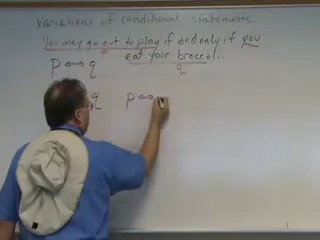 Variations of conditional statements.
You may go out to play if and only if you
p ↔ q eat your broccoli.
q
q p ↔